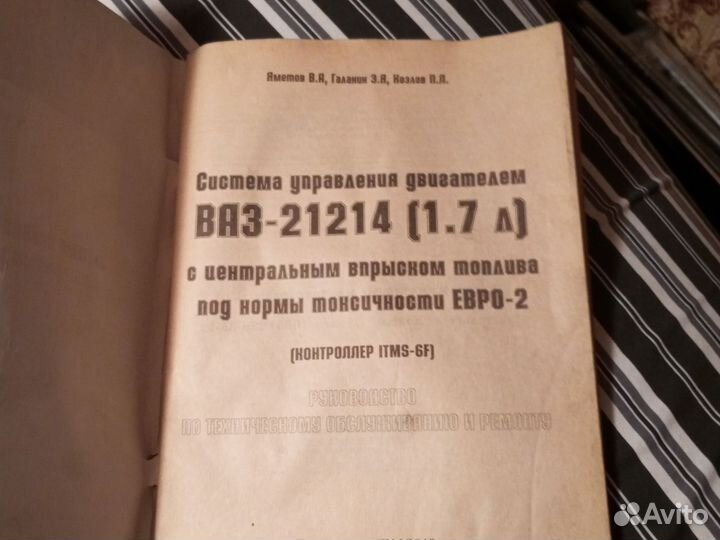 Яметов В.А, Галанин Э.А, Козлов П.Л.
Система управления двигателем
ВАЗ-21214 (1.7 л)
с центральным впрыском топлива
под нормы токсичности ЕВРО-2
(КОНТРОЛЛЕР ITMS-6F)
РУКОВОДСТВО
ПО ТЕХНИЧЕСКОМУ ОБСЛУЖИВАНИЮ И РЕМОНТУ
Avito